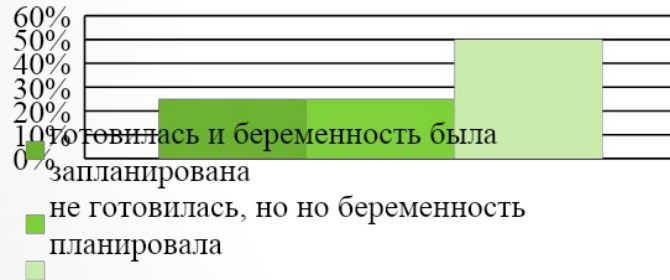 60%
50%
40%
30%
20%
10%
0%
готовилась и беременность была
запланирована
не готовилась, но но беременность
планировала